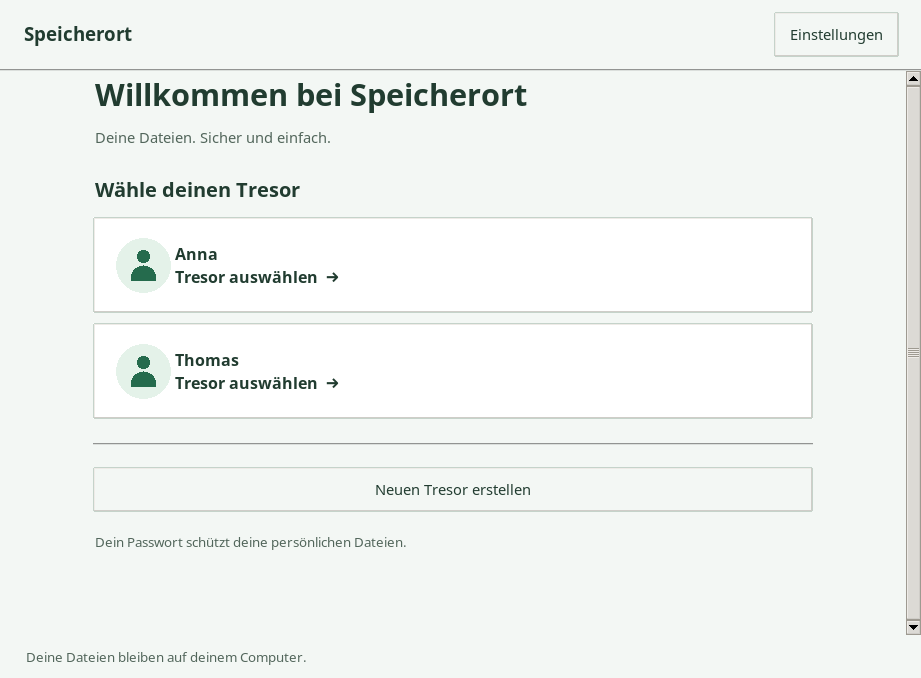 Speicherort
Einstellungen
Willkommen bei Speicherort
Deine Dateien. Sicher und einfach.
Wähle deinen Tresor
Anna
Tresor auswählen →
Thomas
Tresor auswählen →
Neuen Tresor erstellen
Dein Passwort schützt deine persönlichen Dateien.
Deine Dateien bleiben auf deinem Computer.